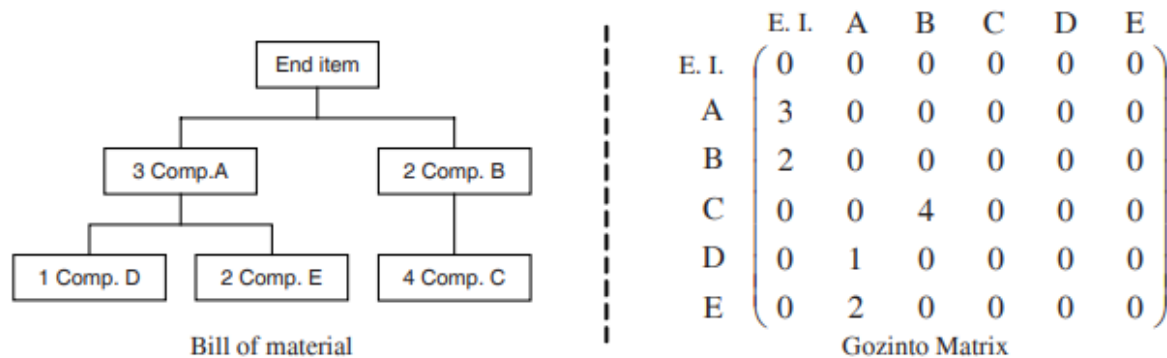 End item
3 Comp.A
2 Comp. B
1 Comp. D
2 Comp. E
4 Comp. C
Bill of material
E. I. A B C D E
E. I. 0 0 0 0 0 0
A 3 0 0 0 0 0
B 2 0 0 0 0 0
C 0 0 4 0 0 0
D 0 1 0 0 0 0
E 0 2 0 0 0 0
Gozinto Matrix